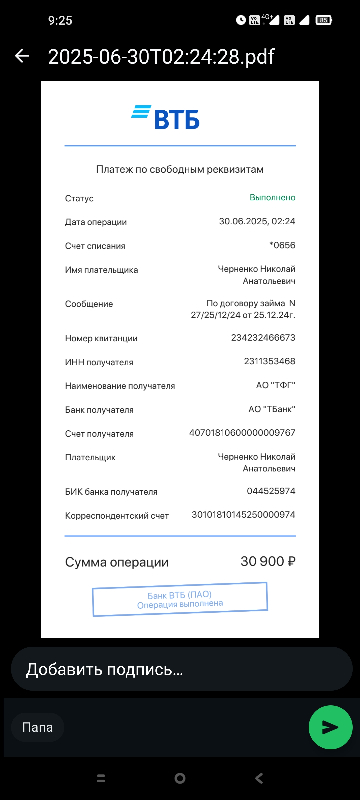 9:25
4G+
2025-06-30T02:24:28.pdf
ВТБ
Платеж по свободным реквизитам
Статус Выполнено
Дата операции 30.06.2025, 02:24
Счет списания *0656
Имя плательщика Черненко Николай
Анатольевич
Сообщение По договору займа N
27/25/12/24 от 25.12.24г.
Номер квитанции 234232466673
ИНН получателя 2311353468
Наименование получателя АО "ТФГ"
Банк получателя АО "ТБанк"
Счет получателя 40701810600000009767
Плательщик Черненко Николай
Анатольевич
БИК банка получателя 044525974
Корреспондентский счет 30101810145250000974
Сумма операции 30 900 ₽
Банк ВТБ (ПАО)
Операция выполнена
Добавить подпись...
Папа